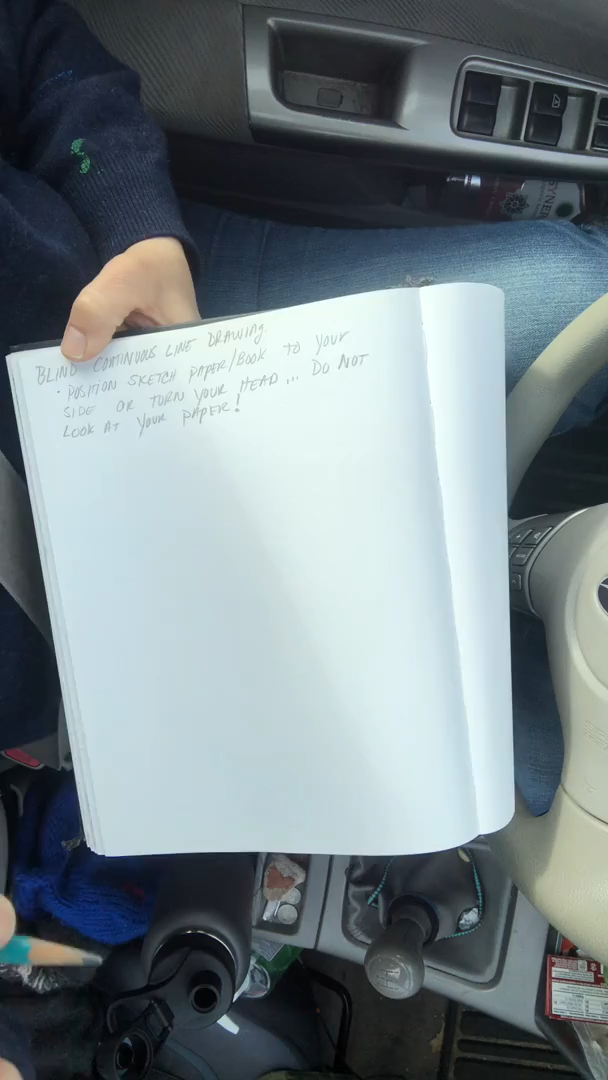 BLIND CONTINUOUS LINE DRAWING.
· POSITION SKETCH PAPER/BOOK TO YOUR
SIDE OR TURN YOUR HEAD... DO NOT
LOOK AT YOUR PAPER!